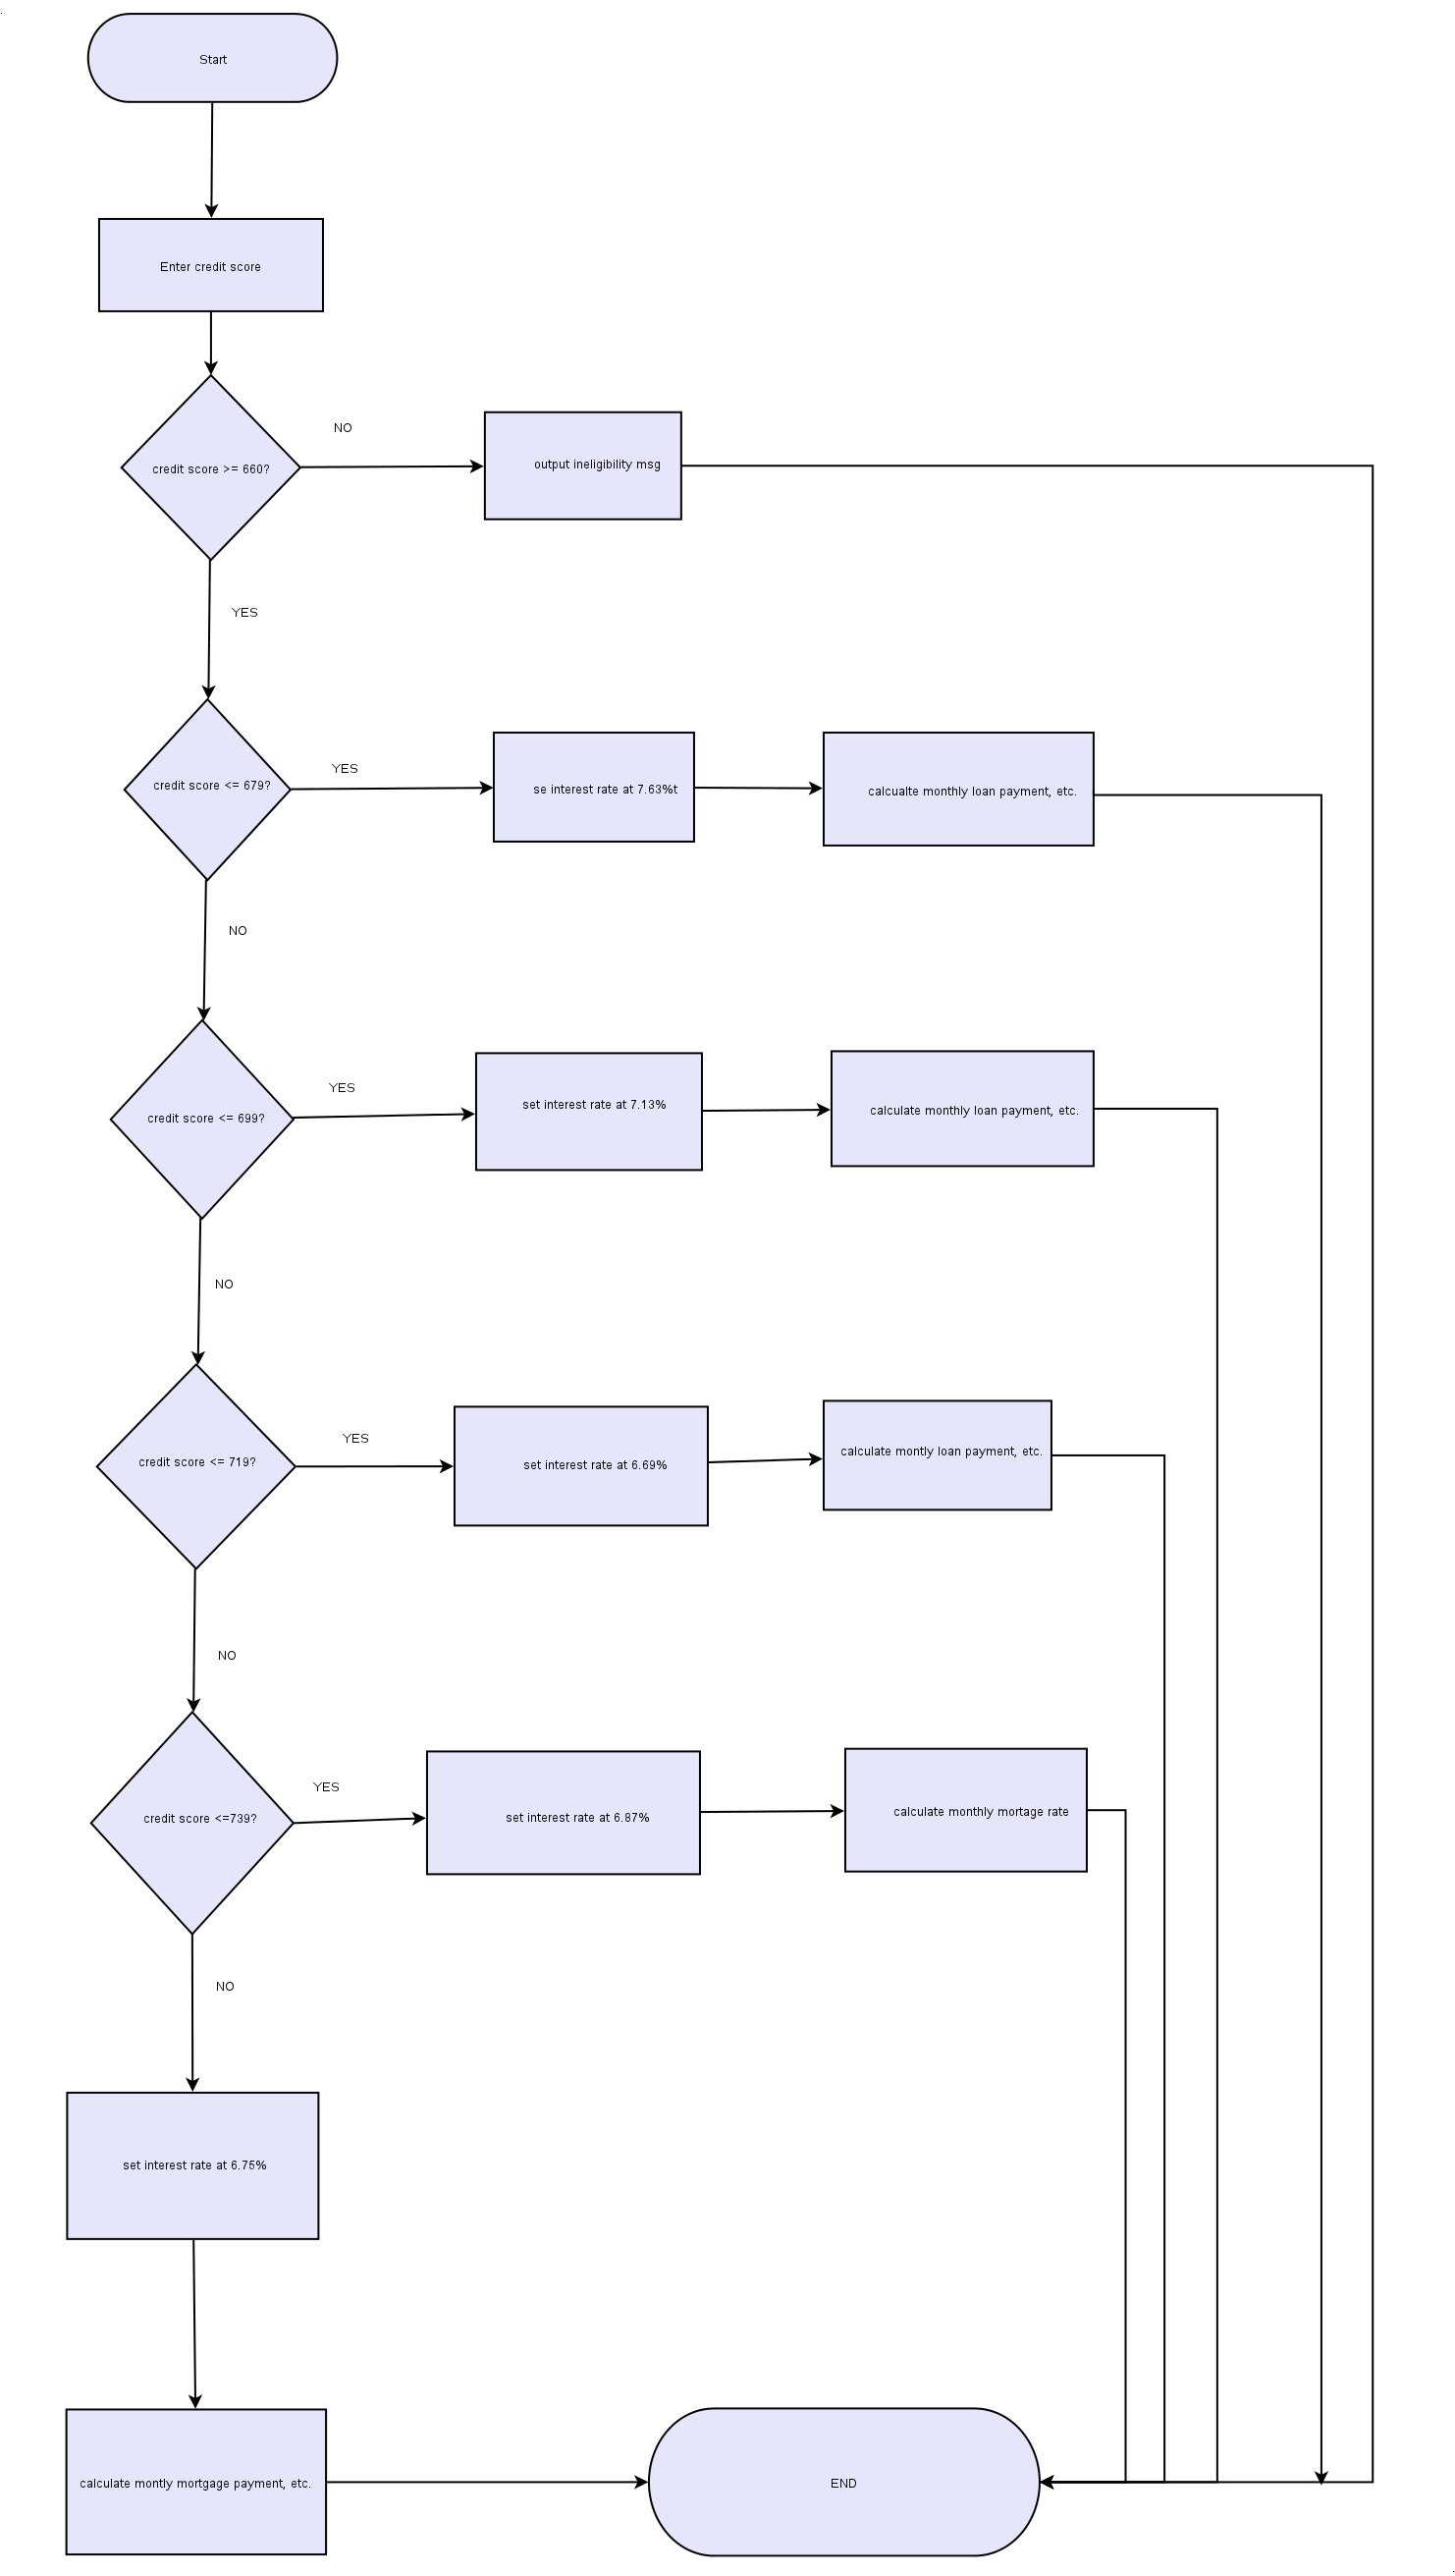 Start
Enter credit score
credit score >= 660?
NO
output ineligibility msg
YES
credit score <= 679?
YES
se interest rate at 7.63%t
calcualte monthly loan payment, etc.
NO
credit score <= 699?
YES
set interest rate at 7.13%
calculate monthly loan payment, etc.
NO
credit score <= 719?
YES
set interest rate at 6.69%
calculate montly loan payment, etc.
NO
credit score <=739?
YES
set interest rate at 6.87%
calculate monthly mortage rate
NO
set interest rate at 6.75%
calculate montly mortgage payment, etc.
END